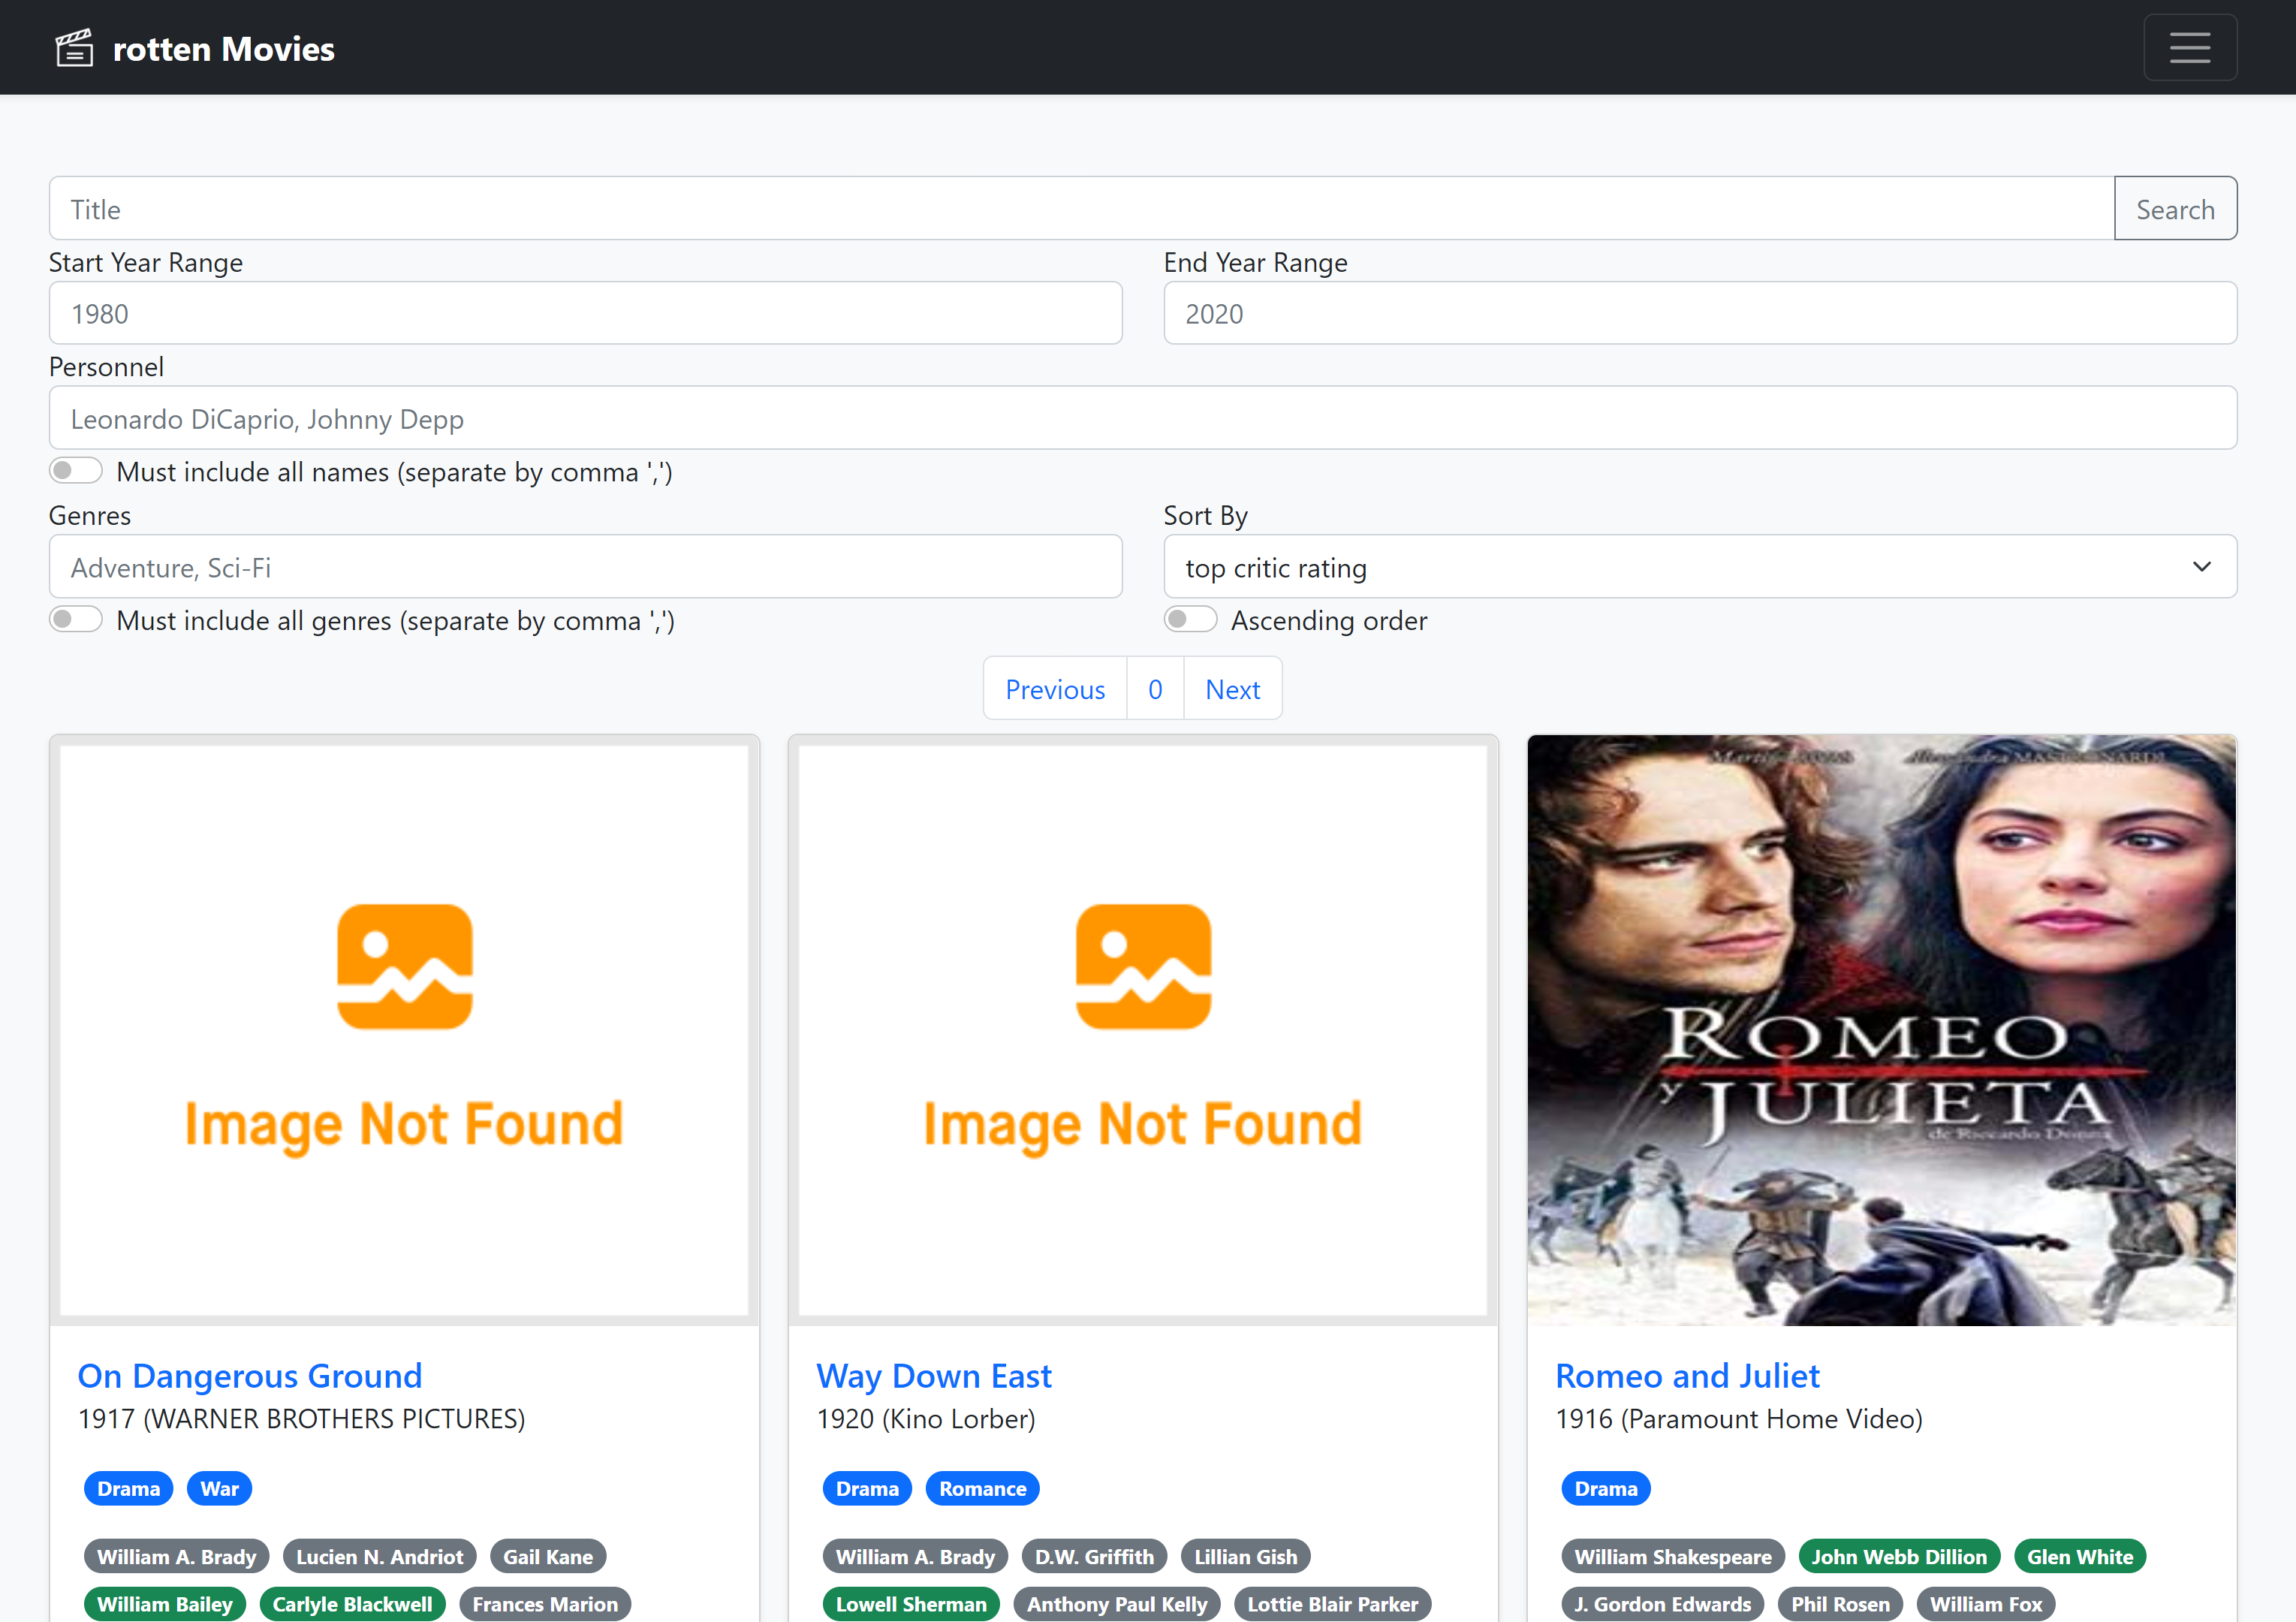 rotten Movies
Title
Search
Start Year Range
End Year Range
1980
2020
Personnel
Leonardo DiCaprio, Johnny Depp
Must include all names (separate by comma ',')
Genres
Sort By
Adventure, Sci-Fi
top critic rating
Must include all genres (separate by comma ',')
Ascending order
Previous 0 Next
Image Not Found
On Dangerous Ground
1917 (WARNER BROTHERS PICTURES)
Drama War
William A. Brady Lucien N. Andriot Gail Kane
William Bailey Carlyle Blackwell Frances Marion
Image Not Found
Way Down East
1920 (Kino Lorber)
Drama Romance
William A. Brady D.W. Griffith Lillian Gish
Lowell Sherman Anthony Paul Kelly Lottie Blair Parker
ROMEO
y JULIETA
Romeo and Juliet
1916 (Paramount Home Video)
Drama
William Shakespeare John Webb Dillion Glen White
J. Gordon Edwards Phil Rosen William Fox